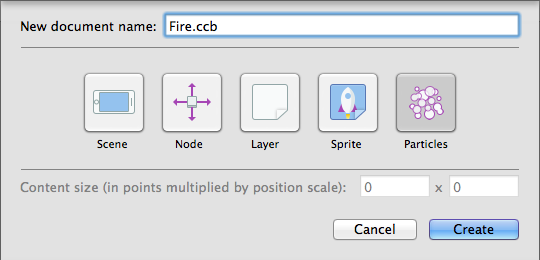 New document name: Fire.ccb
Scene Node Layer Sprite Particles
Content size (in points multiplied by position scale): 0 x 0
Cancel Create